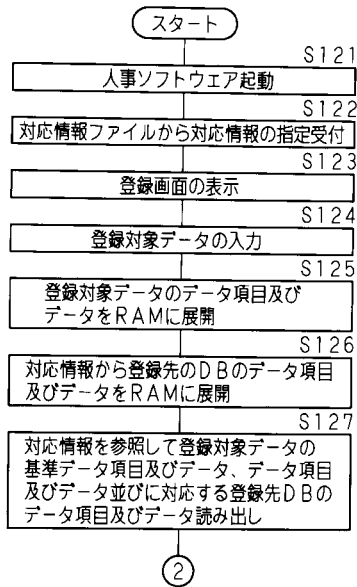 スタート
S121
人事ソフトウェア起動
S122
対応情報ファイルから対応情報の指定受付
S123
登録画面の表示
S124
登録対象データの入力
S125
登録対象データのデータ項目及び
データをRAMに展開
S126
対応情報から登録先のDBのデータ項目
及びデータをRAMに展開
S127
対応情報を参照して登録対象データの
基準データ項目及びデータ、データ項目
及びデータ並びに対応する登録先DBの
データ項目及びデータ読み出し
2